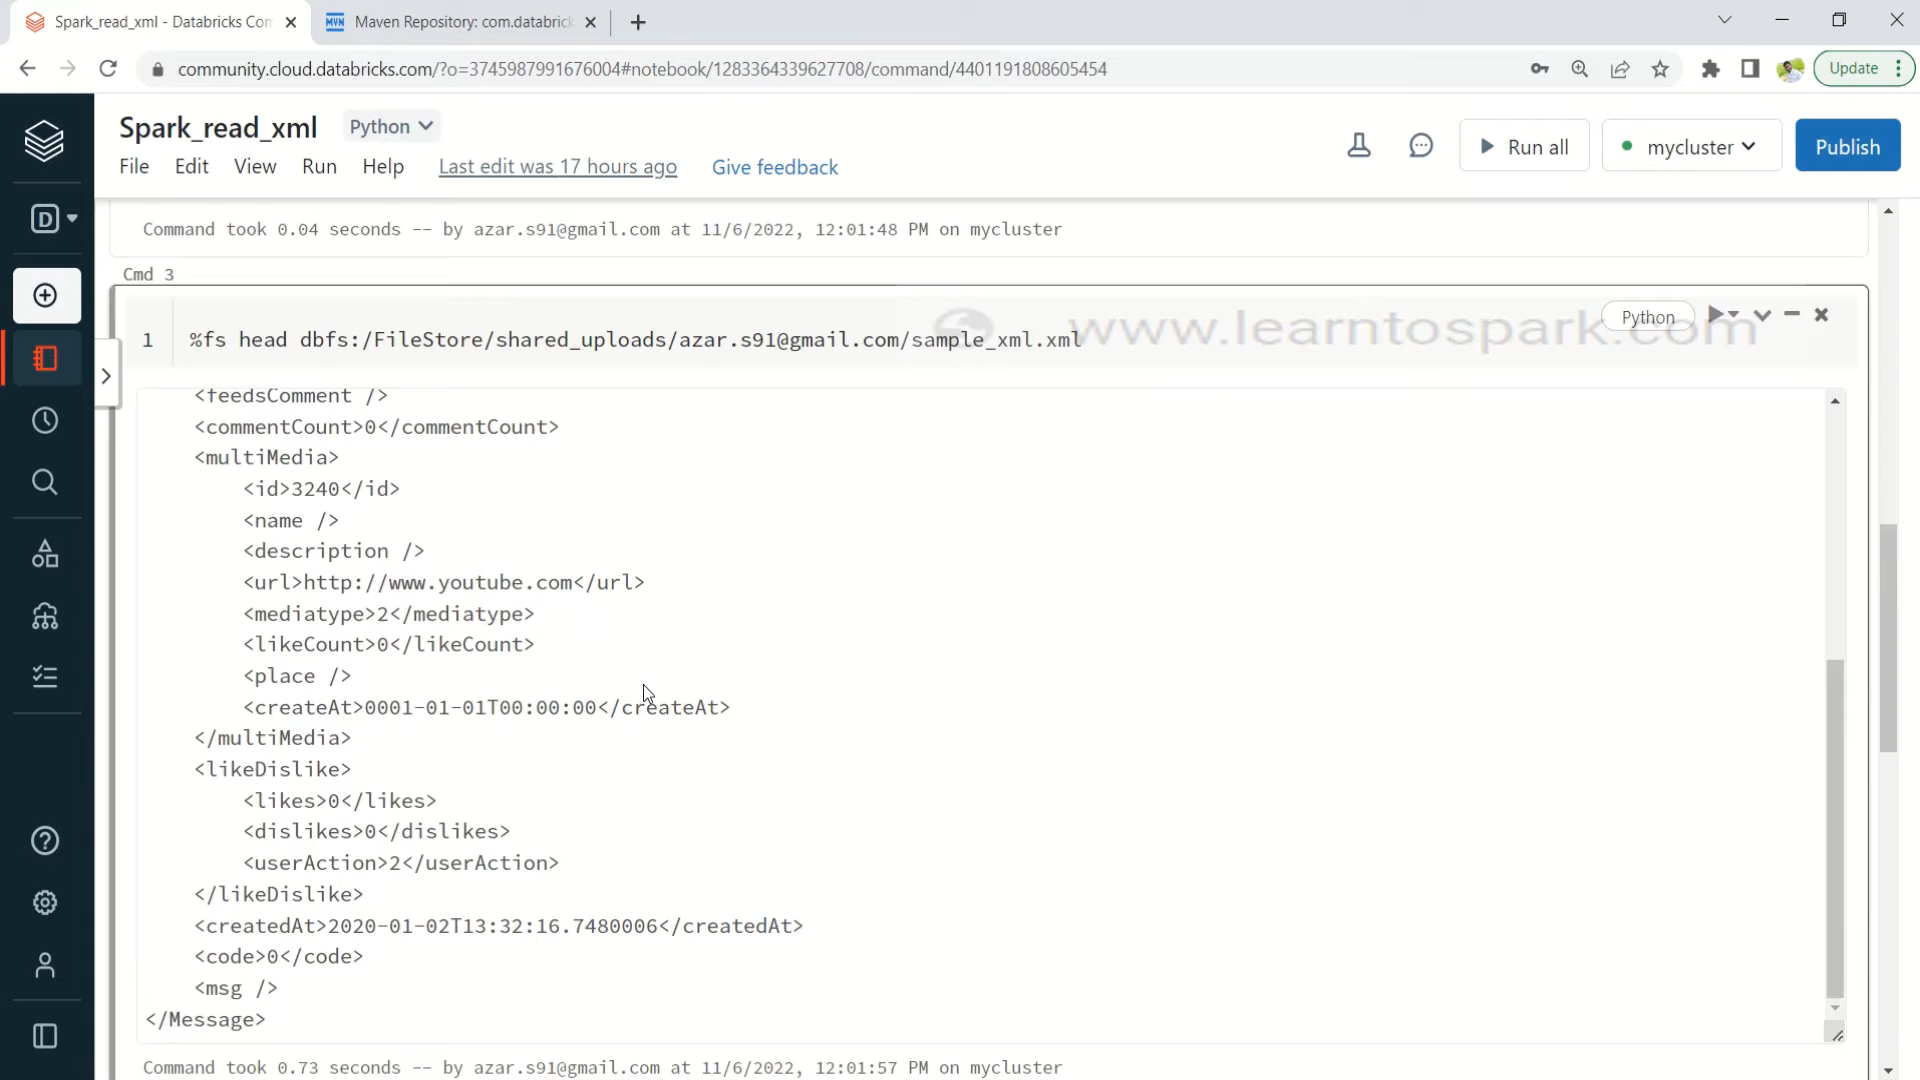 Spark_read_xml - Databricks Com
MVN Maven Repository: com.databrick
community.cloud.databricks.com/?o=3745987991676004#notebook/1283364339627708/command/4401191808605454
Update
Spark_read_xml Python
File Edit View Run Help Last edit was 17 hours ago Give feedback
Run all
mycluster
Publish
D
Command took 0.04 seconds -- by azar.s91@gmail.com at 11/6/2022, 12:01:48 PM on mycluster
Cmd 3
www.learntospark.com
Python
1 %fs head dbfs:/FileStore/shared_uploads/azar.s91@gmail.com/sample_xml.xml
<feedsComment />
<commentCount>0</commentCount>
<multiMedia>
<id>3240</id>
<name />
<description />
<url>http://www.youtube.com</url>
<mediatype>2</mediatype>
<likeCount>0</likeCount>
<place />
<createAt>0001-01-01T00:00:00</createAt>
</multiMedia>
<likeDislike>
<likes>0</likes>
<dislikes>0</dislikes>
<userAction>2</userAction>
</likeDislike>
<createdAt>2020-01-02T13:32:16.7480006</createdAt>
<code>0</code>
<msg />
</Message>
Command took 0.73 seconds -- by azar.s91@gmail.com at 11/6/2022, 12:01:57 PM on mycluster